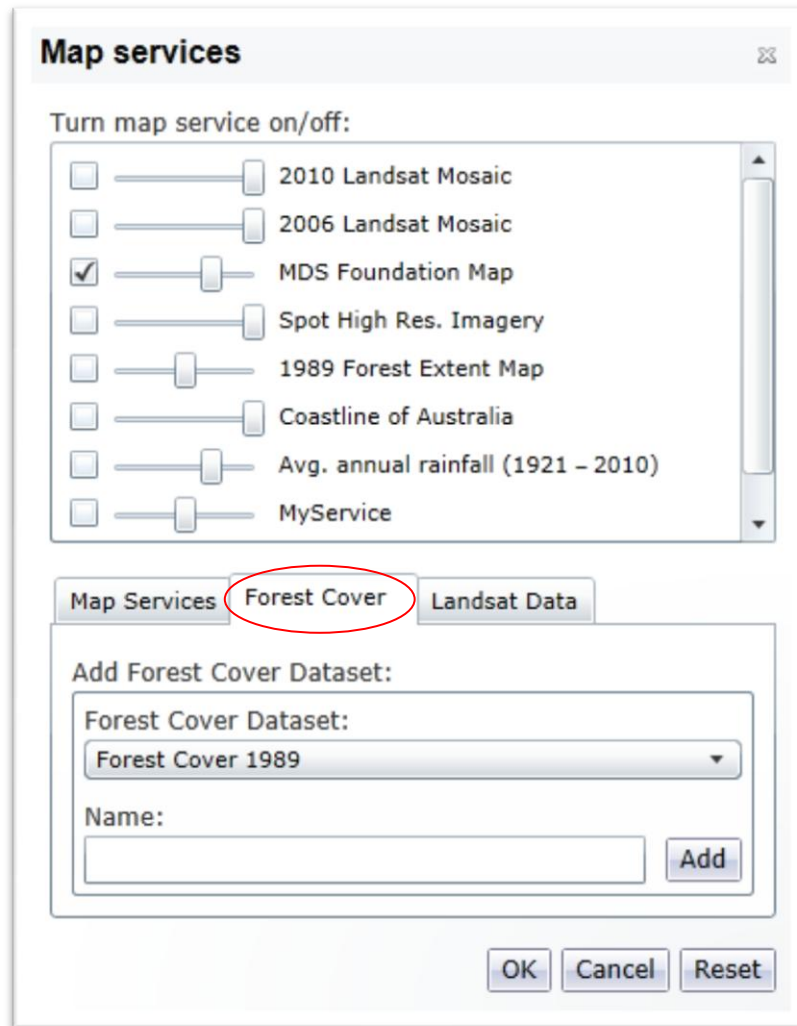 Map services
Turn map service on/off:
2010 Landsat Mosaic
2006 Landsat Mosaic
MDS Foundation Map
Spot High Res. Imagery
1989 Forest Extent Map
Coastline of Australia
Avg. annual rainfall (1921 – 2010)
MyService
Map Services Forest Cover Landsat Data
Add Forest Cover Dataset:
Forest Cover Dataset:
Forest Cover 1989
Name:
Add
OK Cancel Reset